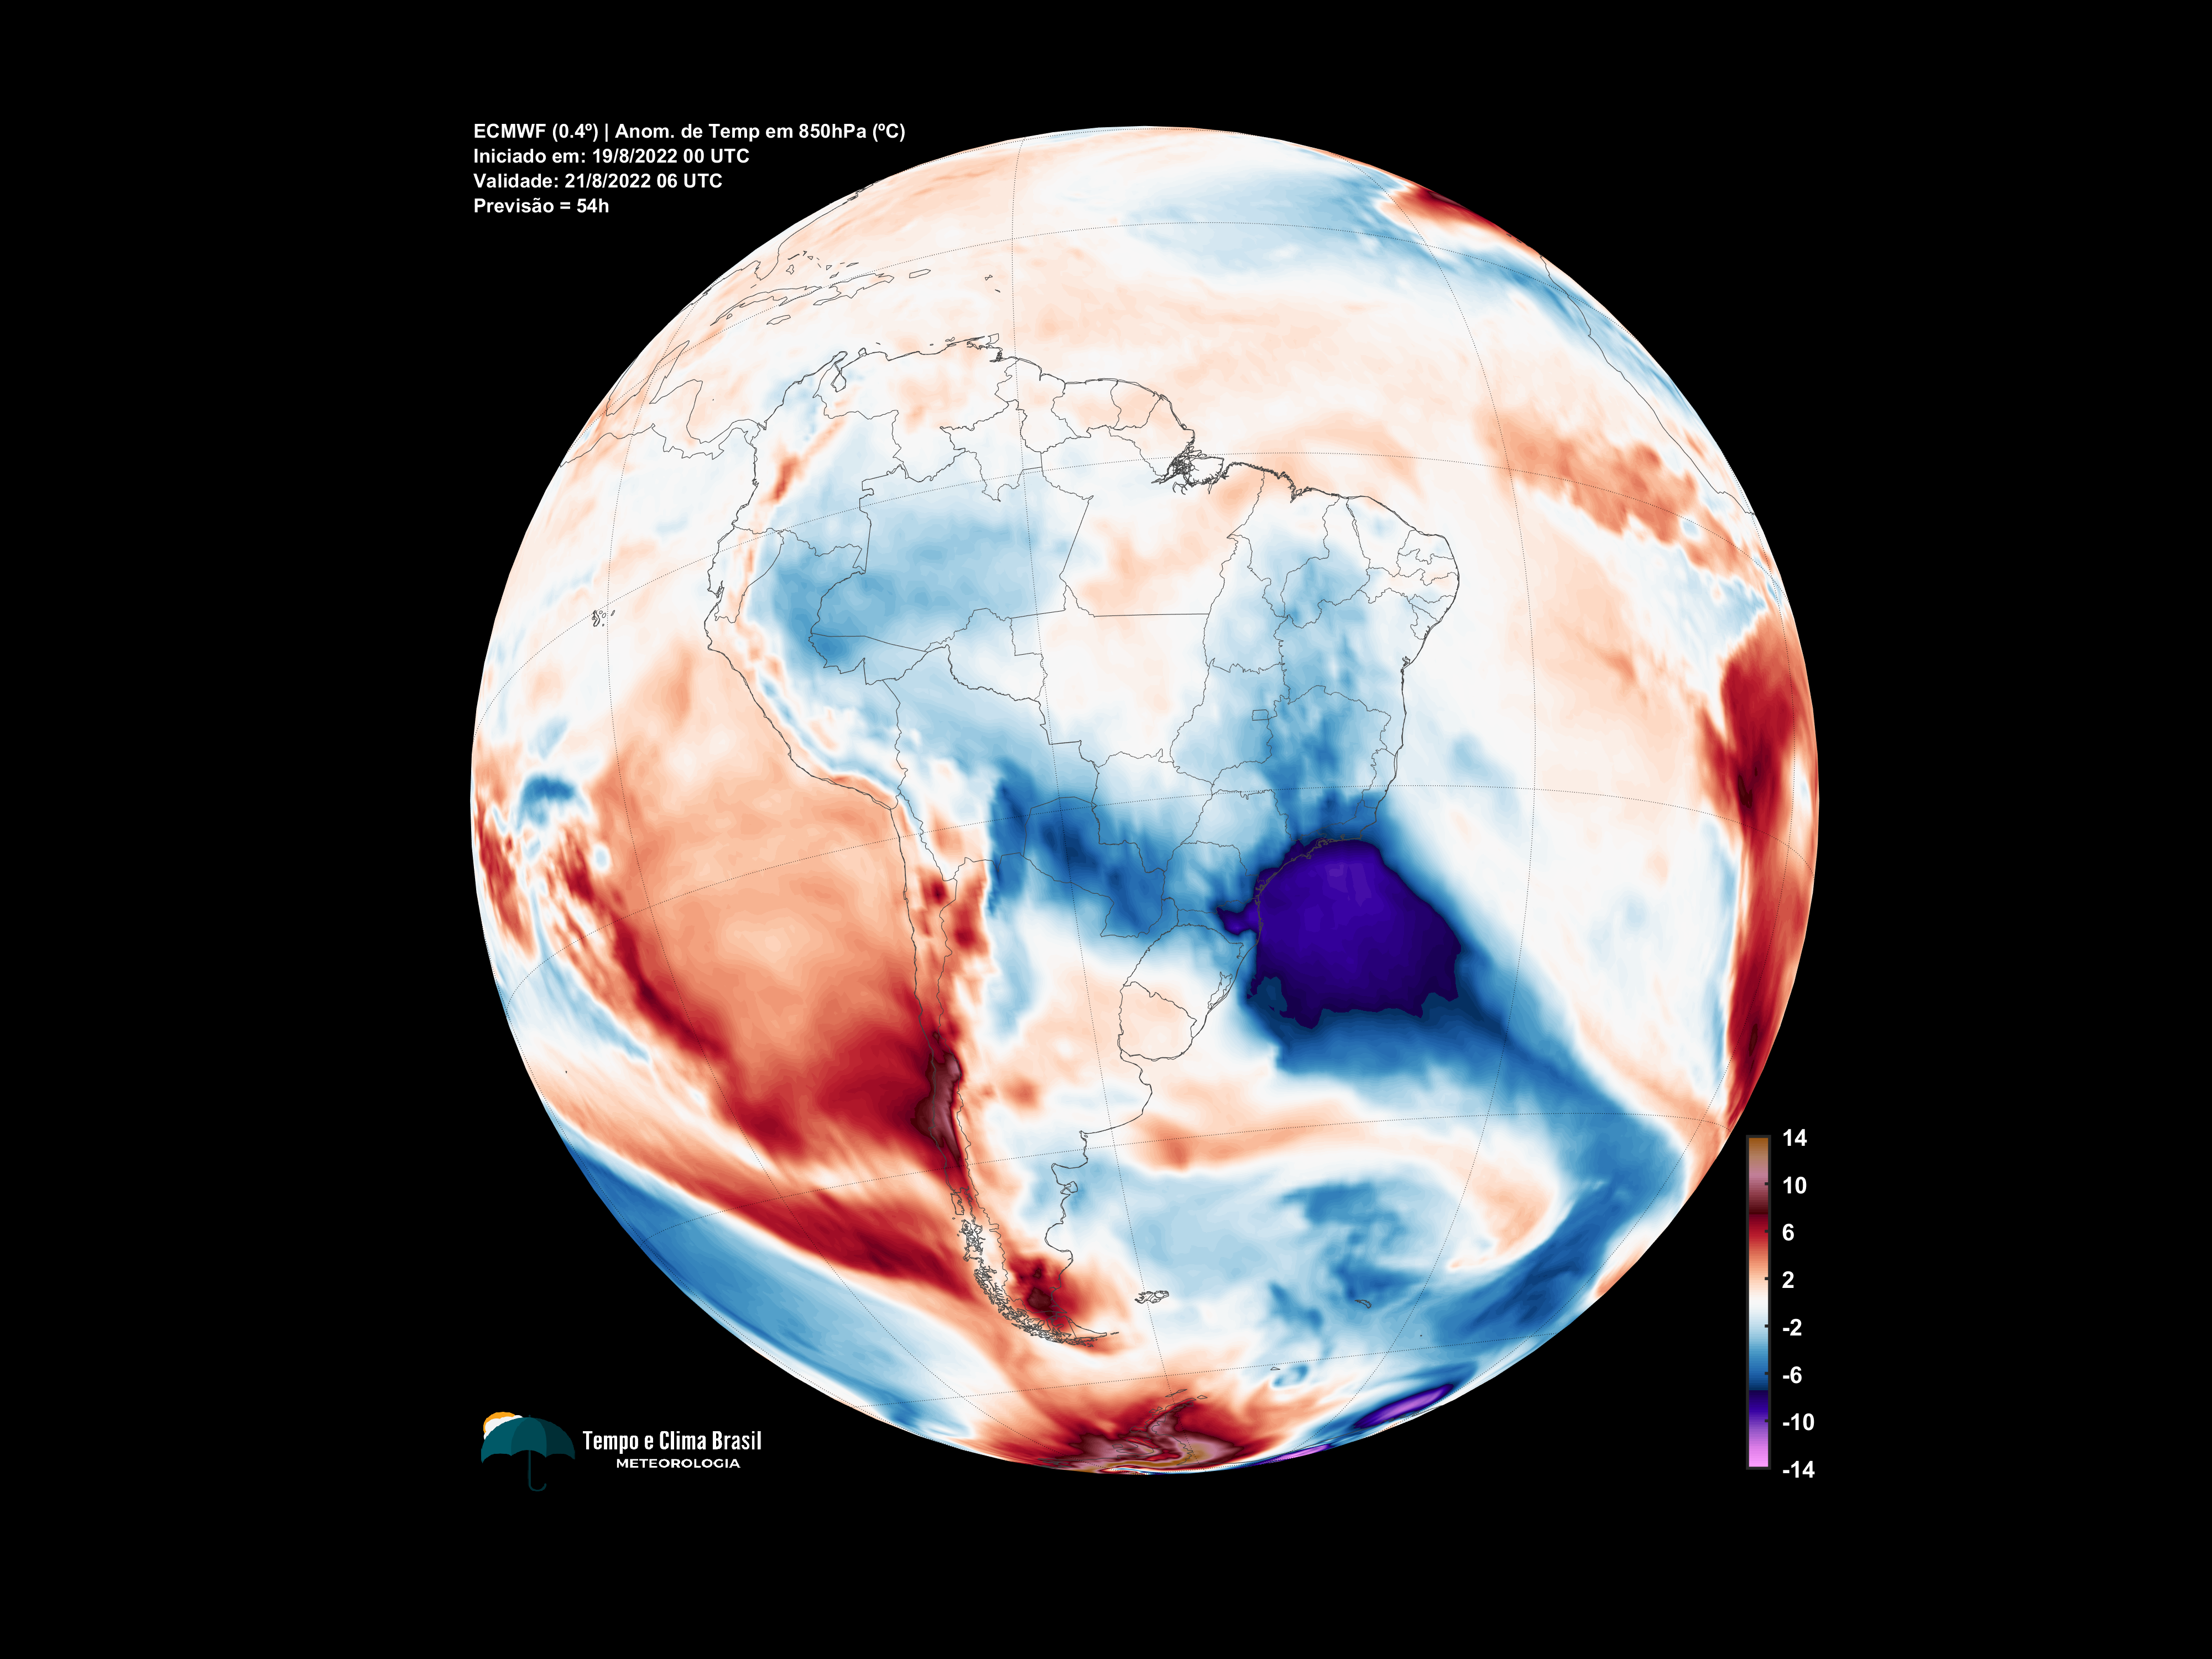 ECMWF (0.4º) | Anom. de Temp em 850hPa (ºC)
Iniciado em: 19/8/2022 00 UTC
Validade: 21/8/2022 06 UTC
Previsão = 54h
14
10
6
2
-2
-6
-10
-14
Tempo e Clima Brasil
METEOROLOGIA